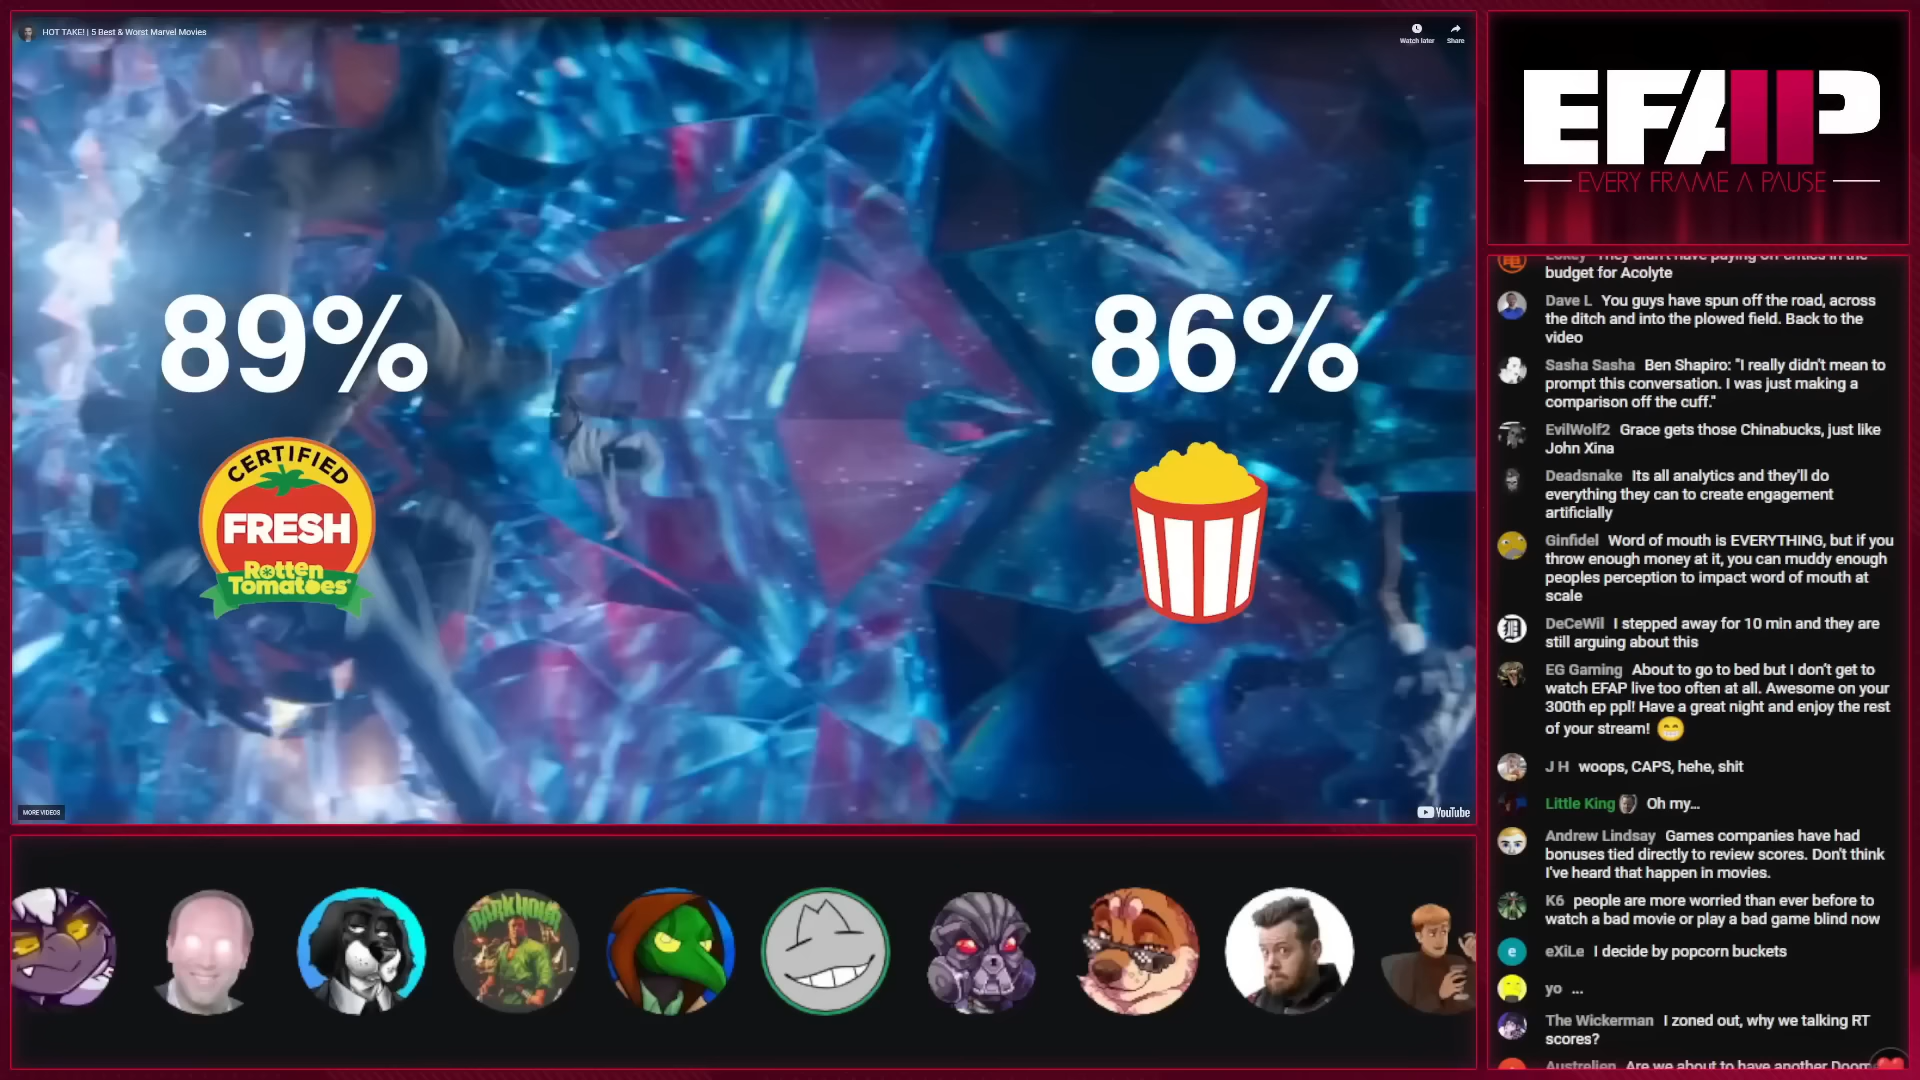 HOT TAKE! | 5 Best & Worst Marvel Movies
Watch later
Share
89%
86%
CERTIFIED
FRESH
Rotten
Tomatoes
MORE VIDEOS
YouTube
DARK HOUR
EFAP
EVERY FRAME A PAUSE
budget for Acolyte
Dave L You guys have spun off the road, across
the ditch and into the plowed field. Back to the
video
Sasha Sasha Ben Shapiro: "I really didn't mean to
prompt this conversation. I was just making a
comparison off the cuff."
EvilWolf2 Grace gets those Chinabucks, just like
John Xina
Deadsnake Its all analytics and they'll do
everything they can to create engagement
artificially
Ginfidel Word of mouth is EVERYTHING, but if you
throw enough money at it, you can muddy enough
peoples perception to impact word of mouth at
scale
DeCeWil I stepped away for 10 min and they are
still arguing about this
EG Gaming About to go to bed but I don't get to
watch EFAP live too often at all. Awesome on your
300th ep ppl! Have a great night and enjoy the rest
of your stream! 😁
J H woops, CAPS, hehe, shit
Little King Oh my...
Andrew Lindsay Games companies have had
bonuses tied directly to review scores. Don't think
I've heard that happen in movies.
K6 people are more worried than ever before to
watch a bad movie or play a bad game blind now
e
eXiLe I decide by popcorn buckets
yo ...
The Wickerman I zoned out, why we talking RT
scores?
Australien Are we about to have another Doom